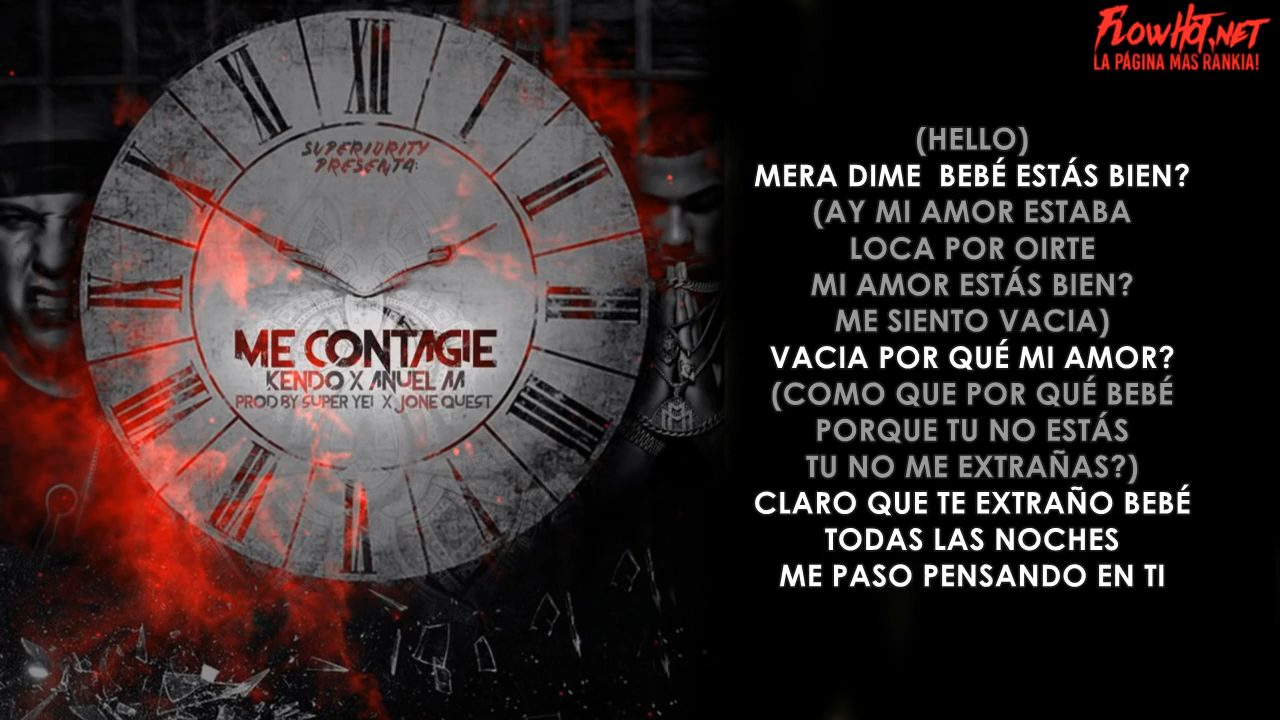 FLOWHOT.NET
LA PÁGINA MAS RANKIA!
XI
XII
I
SUPERIURITY
PRESENTA:
ME CONTAGIE
KENDO X ANUEL AA
PROD BY SUPER YEI X JONE QUEST
(HELLO)
MERA DIME BEBÉ ESTÁS BIEN?
(AY MI AMOR ESTABA
LOCA POR OIRTE
MI AMOR ESTÁS BIEN?
ME SIENTO VACIA)
VACIA POR QUÉ MI AMOR?
(COMO QUE POR QUÉ BEBÉ
PORQUE TU NO ESTÁS
TU NO ME EXTRAÑAS?)
CLARO QUE TE EXTRAÑO BEBÉ
TODAS LAS NOCHES
ME PASO PENSANDO EN TI